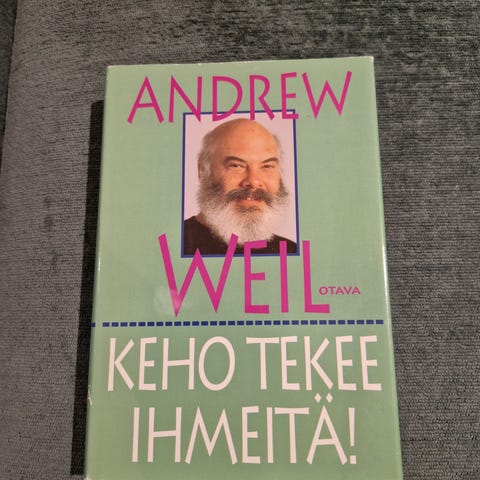 ANDREW
WEIL
OTAVA
KEHO TEKEE
IHMEITÄ!